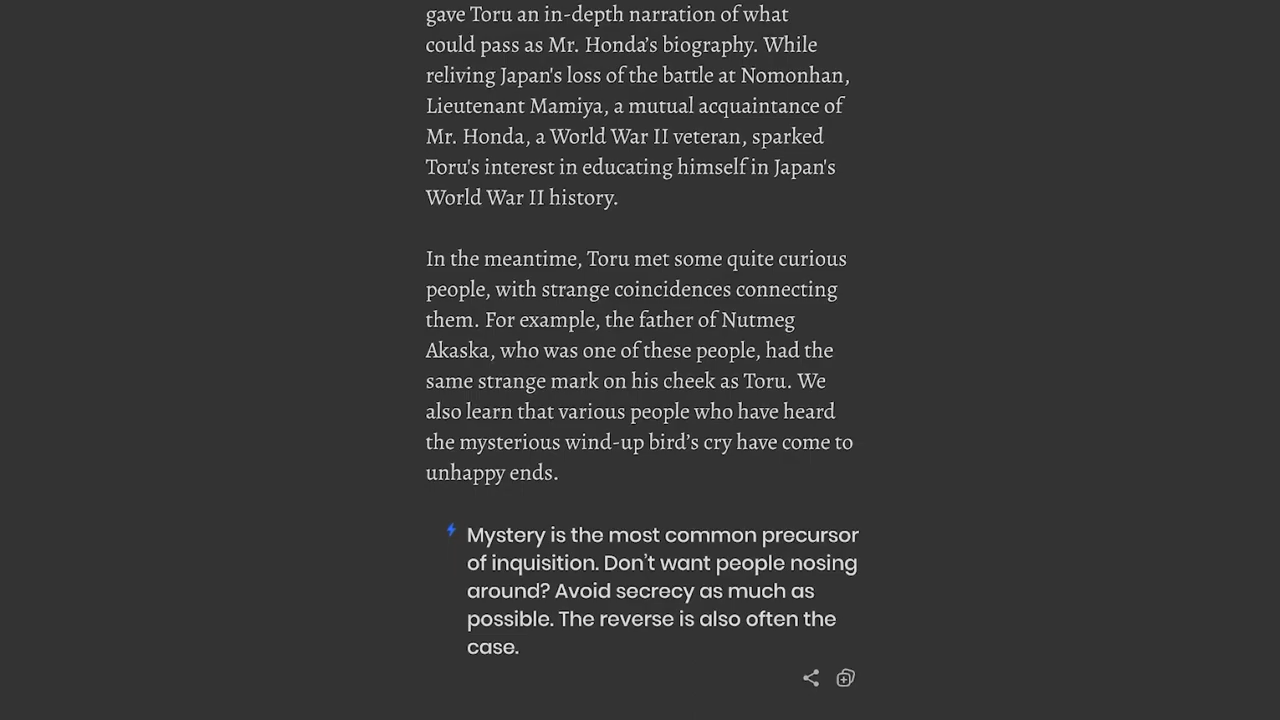 gave Toru an in-depth narration of what
could pass as Mr. Honda’s biography. While
reliving Japan's loss of the battle at Nomonhan,
Lieutenant Mamiya, a mutual acquaintance of
Mr. Honda, a World War II veteran, sparked
Toru's interest in educating himself in Japan's
World War II history.
In the meantime, Toru met some quite curious
people, with strange coincidences connecting
them. For example, the father of Nutmeg
Akaska, who was one of these people, had the
same strange mark on his cheek as Toru. We
also learn that various people who have heard
the mysterious wind-up bird’s cry have come to
unhappy ends.
Mystery is the most common precursor
of inquisition. Don’t want people nosing
around? Avoid secrecy as much as
possible. The reverse is also often the
case.